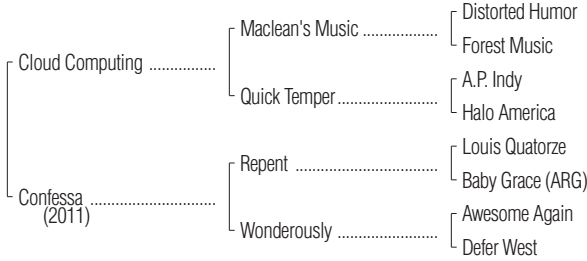 Distorted Humor
Maclean's Music ..................
Forest Music
Cloud Computing ................
A.P. Indy
Quick Temper........................
Halo America
Louis Quatorze
Repent ..................................
Baby Grace (ARG)
Confessa .............................
(2011)
Awesome Again
Wonderously ........................
Defer West